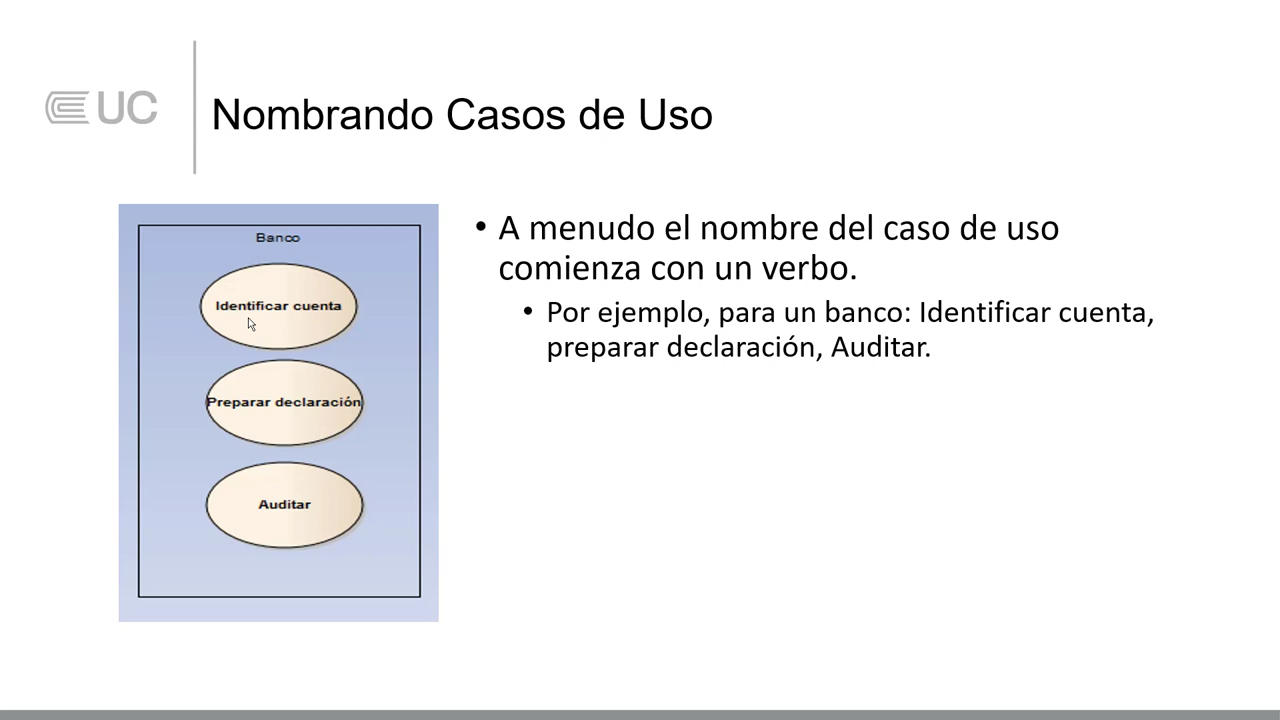 UC
Nombrando Casos de Uso
Banco
Identificar cuenta
Preparar declaración
Auditar
• A menudo el nombre del caso de uso
comienza con un verbo.
• Por ejemplo, para un banco: Identificar cuenta,
preparar declaración, Auditar.